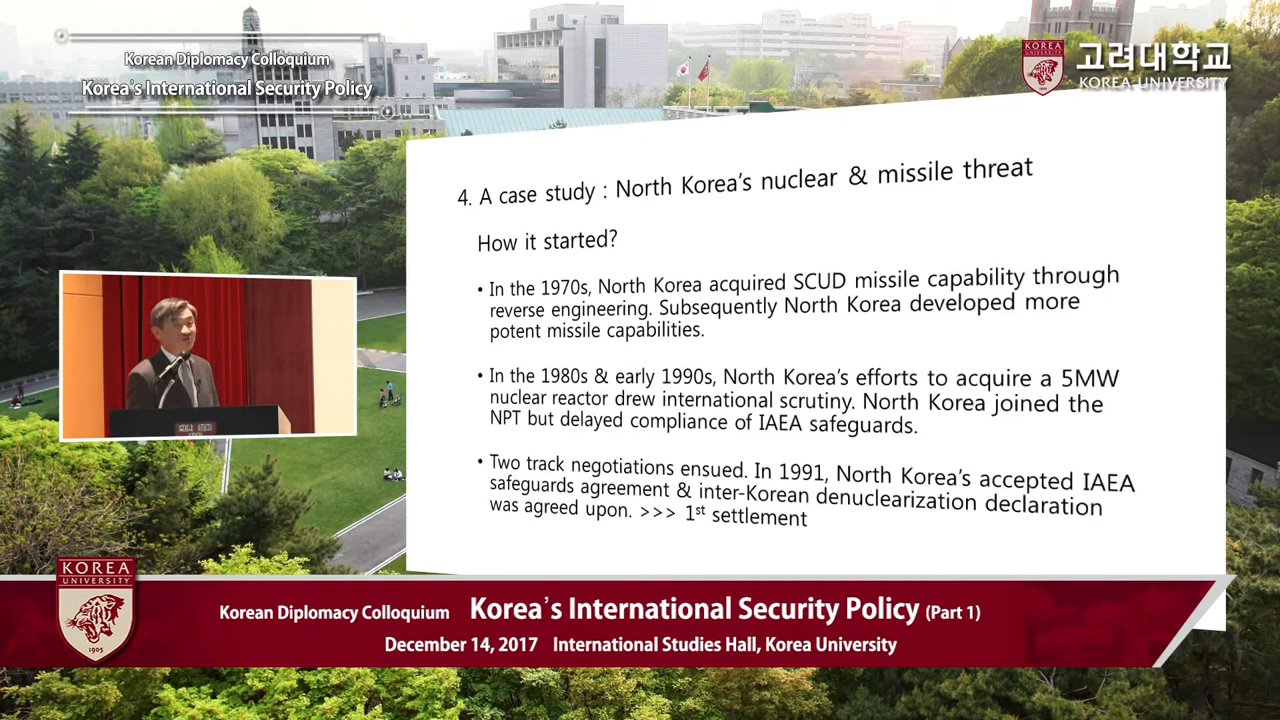 Korean Diplomacy Colloquium
Korea's International Security Policy
KOREA
UNIVERSITY
1905
고려대학교
KOREA UNIVERSITY
4. A case study : North Korea's nuclear & missile threat
How it started?
• In the 1970s, North Korea acquired SCUD missile capability through
reverse engineering. Subsequently North Korea developed more
potent missile capabilities.
• In the 1980s & early 1990s, North Korea's efforts to acquire a 5MW
nuclear reactor drew international scrutiny. North Korea joined the
NPT but delayed compliance of IAEA safeguards.
• Two track negotiations ensued. In 1991, North Korea's accepted IAEA
safeguards agreement & inter-Korean denuclearization declaration
was agreed upon. >>> 1st settlement
KOREA
UNIVERSITY
1905
Korean Diplomacy Colloquium Korea's International Security Policy (Part 1)
December 14, 2017 International Studies Hall, Korea University